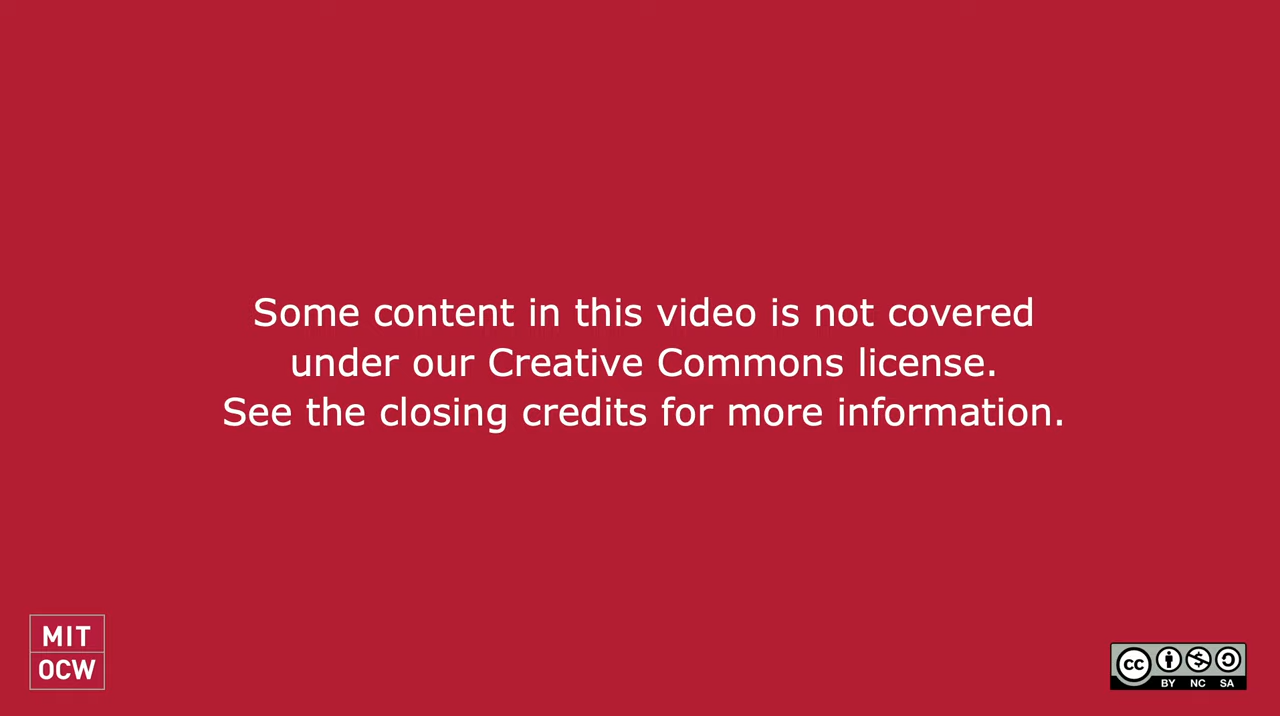 Some content in this video is not covered
under our Creative Commons license.
See the closing credits for more information.
MIT
OCW
cc
BY NC SA